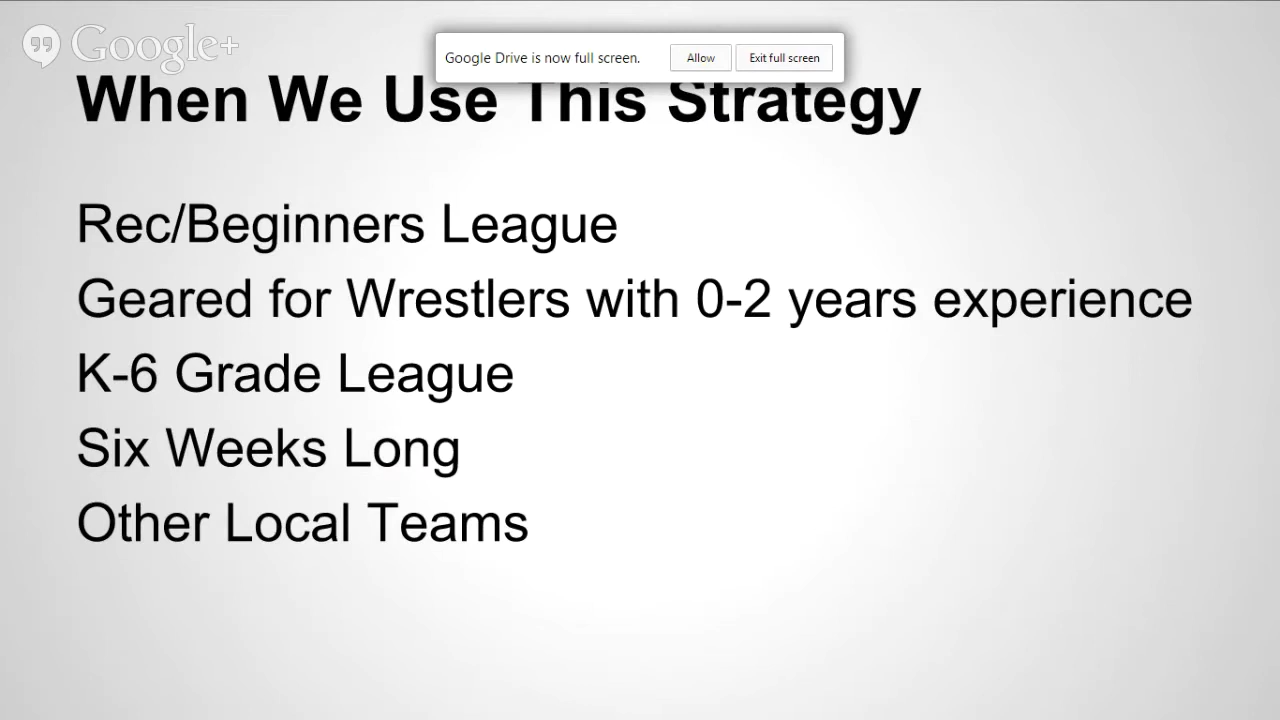 Google+
Google Drive is now full screen. Allow Exit full screen
When We Use This Strategy
Rec/Beginners League
Geared for Wrestlers with 0-2 years experience
K-6 Grade League
Six Weeks Long
Other Local Teams